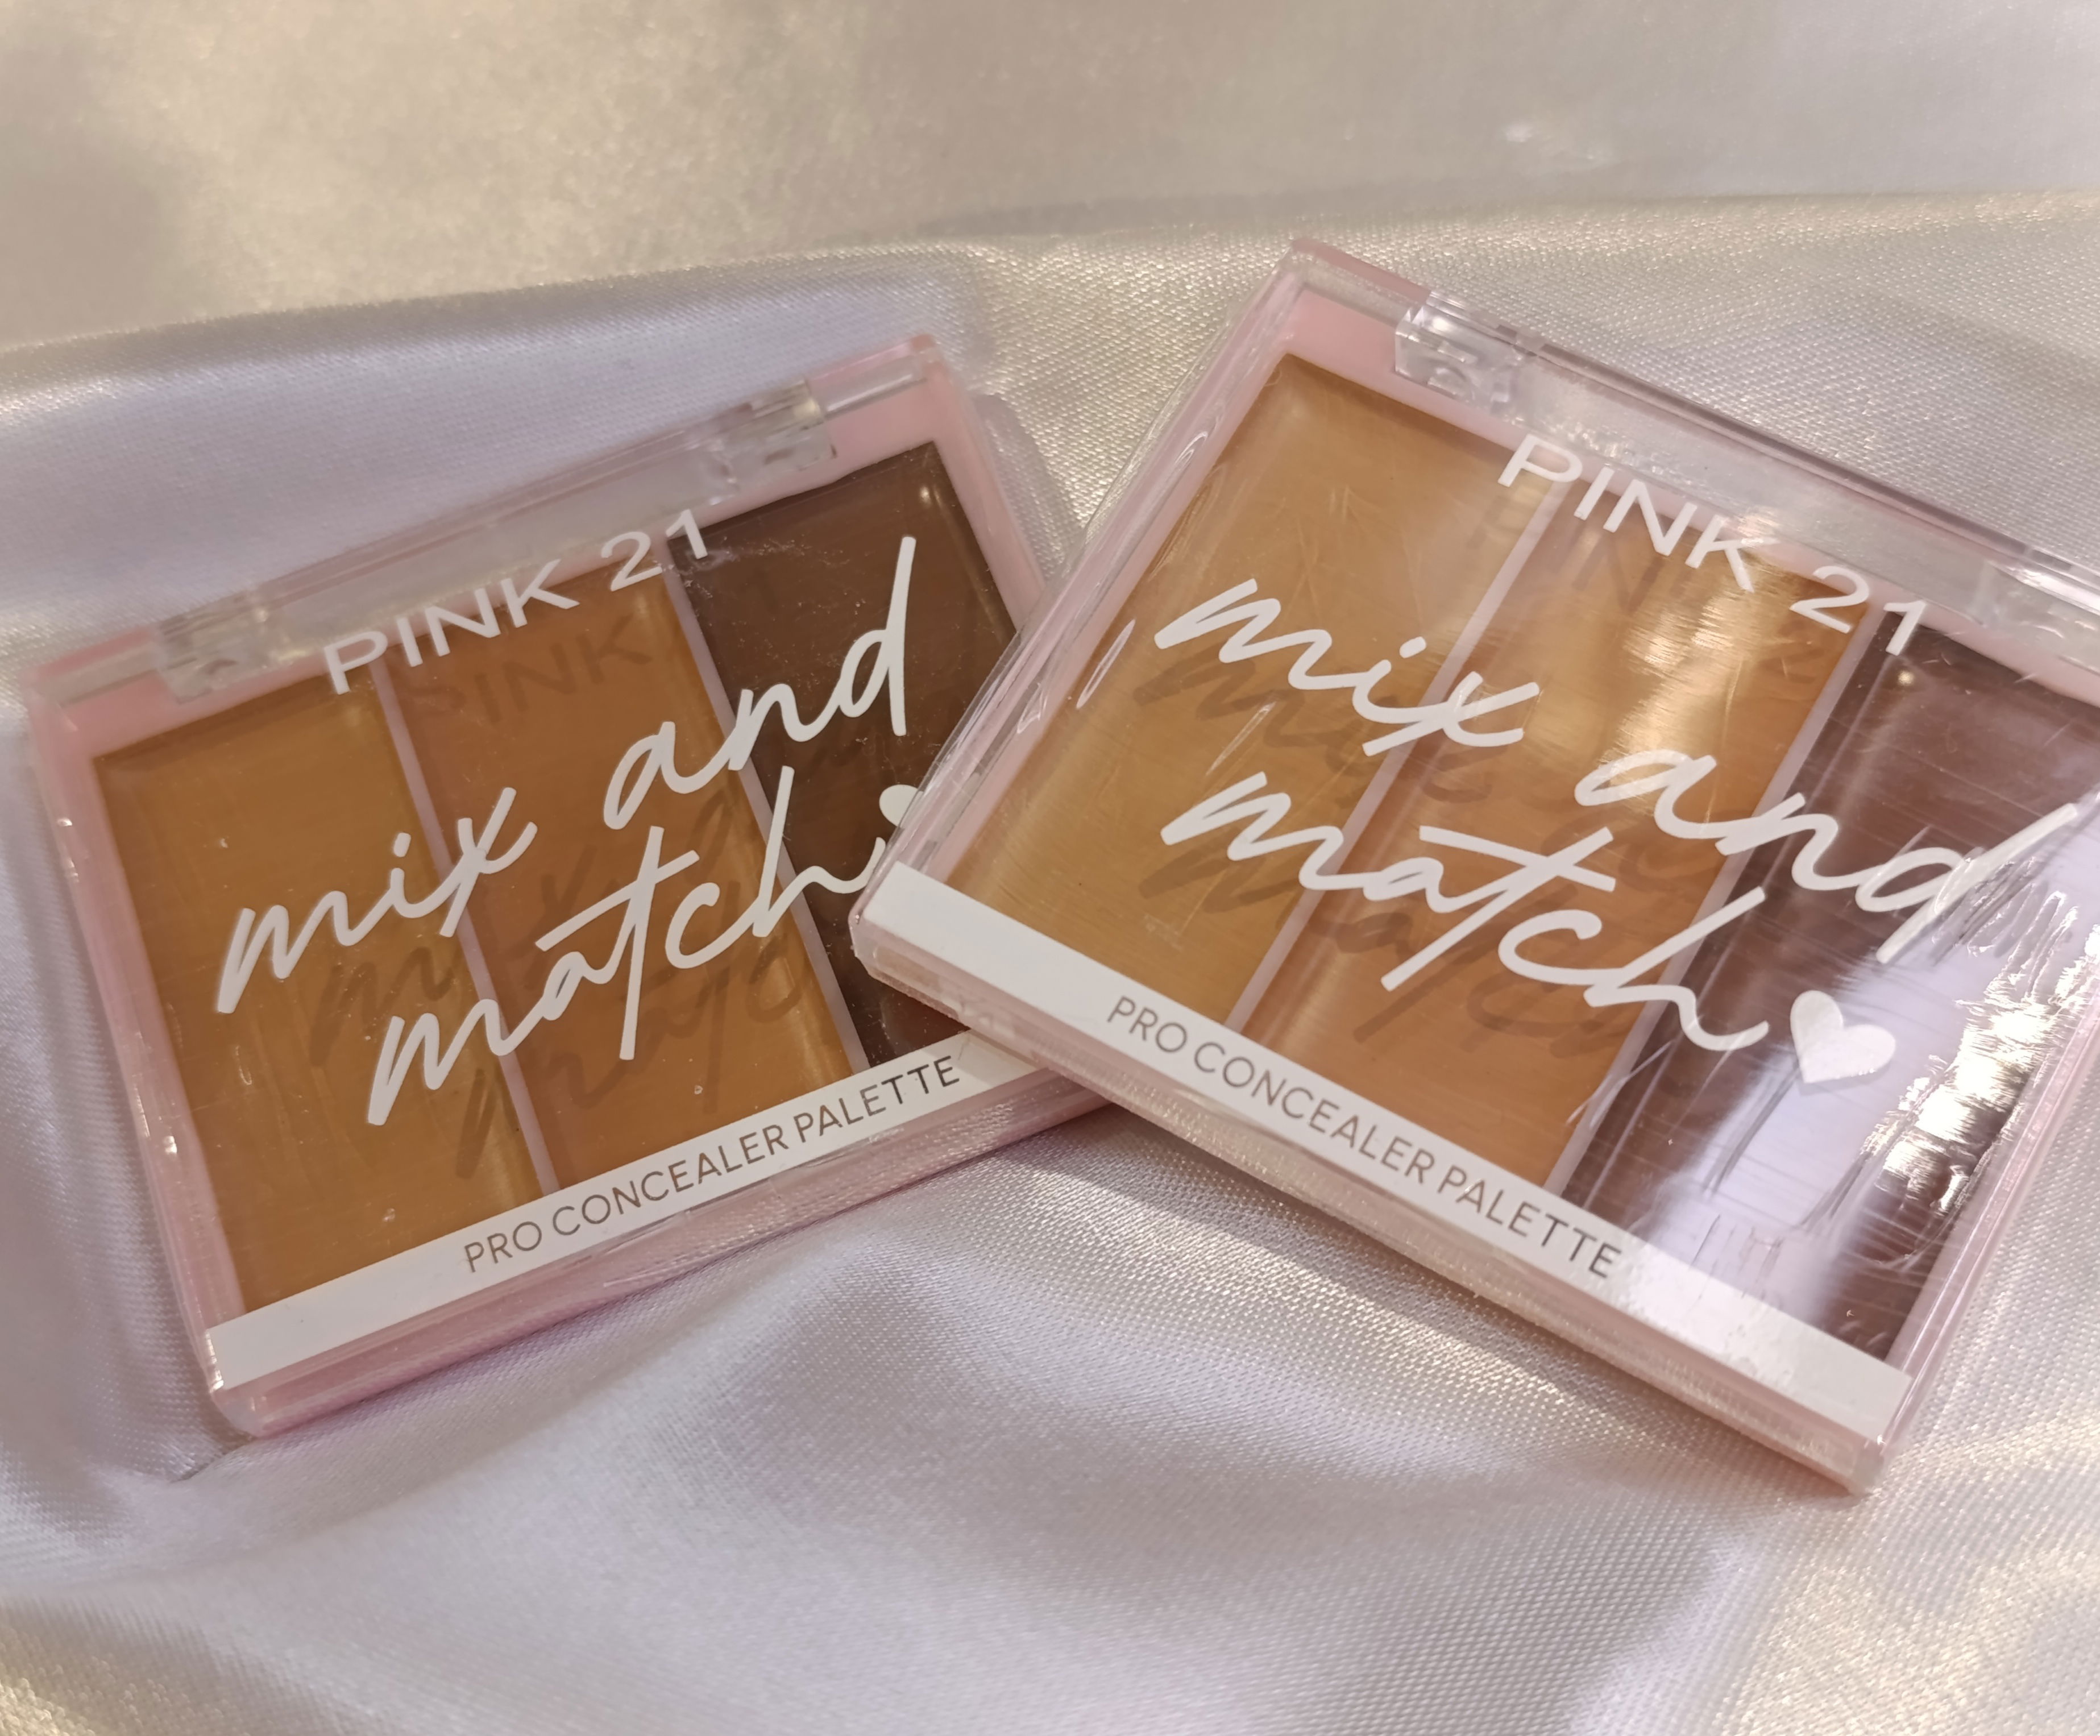 PINK 21
mix and
match
PRO CONCEALER PALETTE
PINK 21
mix and
match
PRO CONCEALER PALETTE